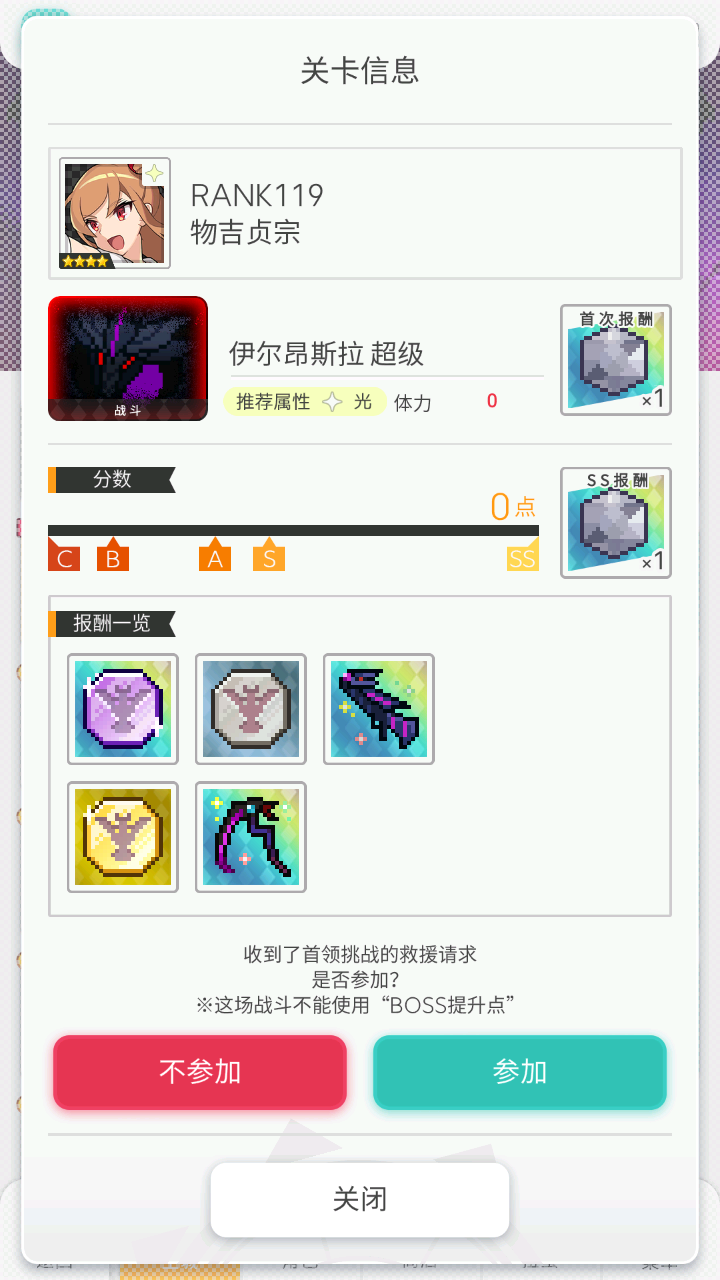 关卡信息
RANK119
物吉贞宗
战斗
伊尔昂斯拉 超级
推荐属性 光 体力 0
首次报酬
×1
分数
0点
C B A S SS
SS报酬
×1
报酬一览
收到了首领挑战的救援请求
是否参加?
※这场战斗不能使用“BOSS提升点”
不参加
参加
关闭